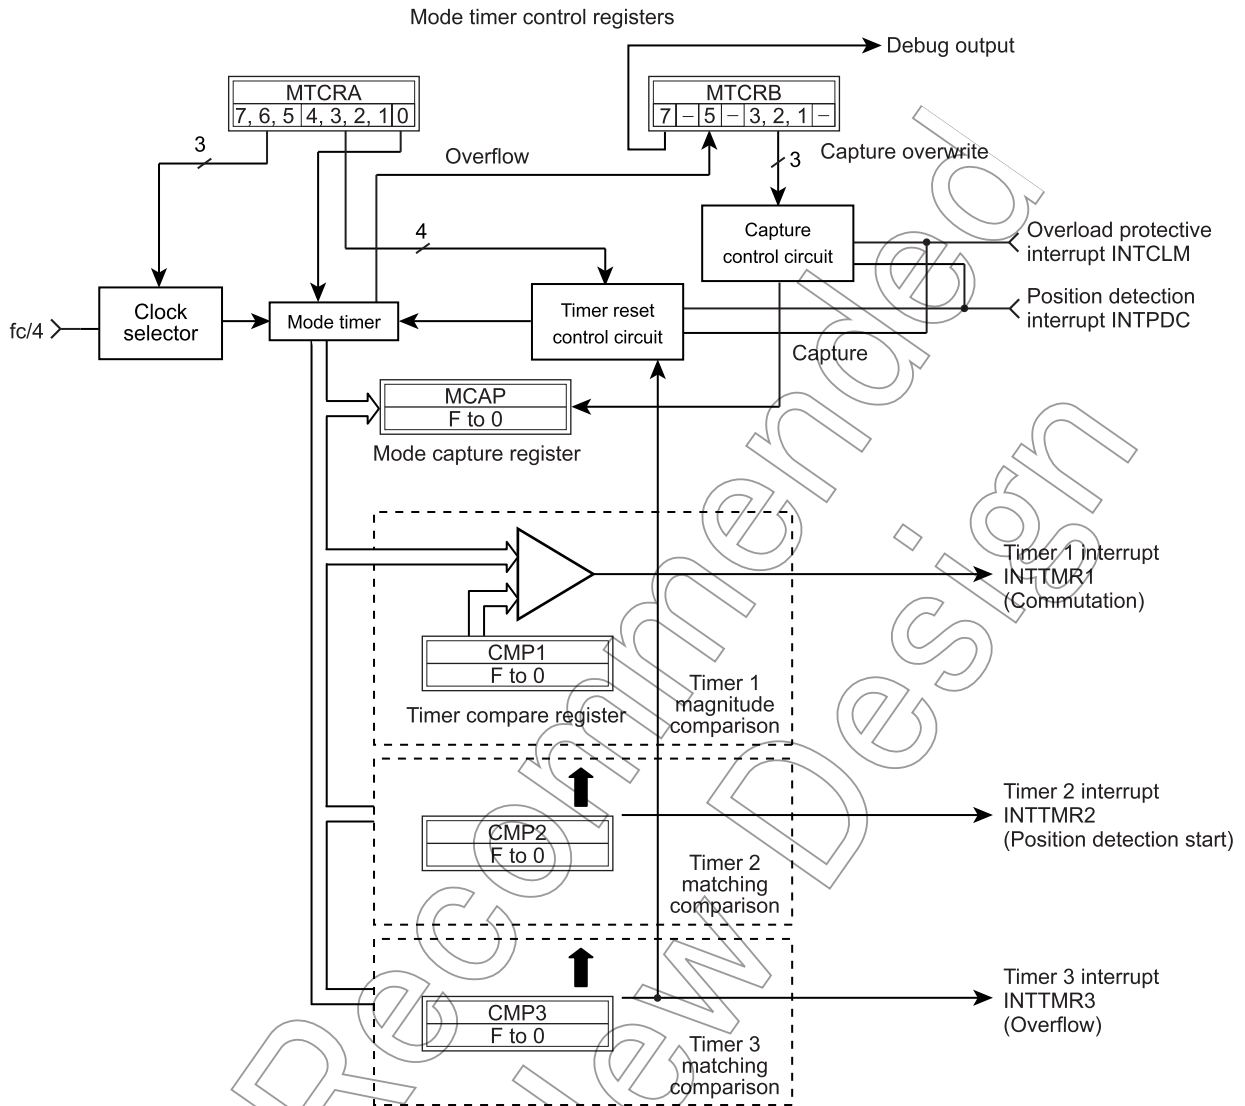 Mode timer control registers
Debug output
MTCRA
7, 6, 5 4, 3, 2, 1 0
MTCRB
7 – 5 – 3, 2, 1 –
3
Overflow
3
Capture overwrite
4
Capture
control circuit
Overload protective
interrupt INTCLM
fc/4
Clock
selector
Mode timer
Timer reset
control circuit
Position detection
interrupt INTPDC
Capture
MCAP
F to 0
Mode capture register
Timer 1 interrupt
INTTMR1
(Commutation)
CMP1
F to 0
Timer compare register
Timer 1
magnitude
comparison
CMP2
F to 0
Timer 2
matching
comparison
Timer 2 interrupt
INTTMR2
(Position detection start)
CMP3
F to 0
Timer 3
matching
comparison
Timer 3 interrupt
INTTMR3
(Overflow)
Recommended
New Design